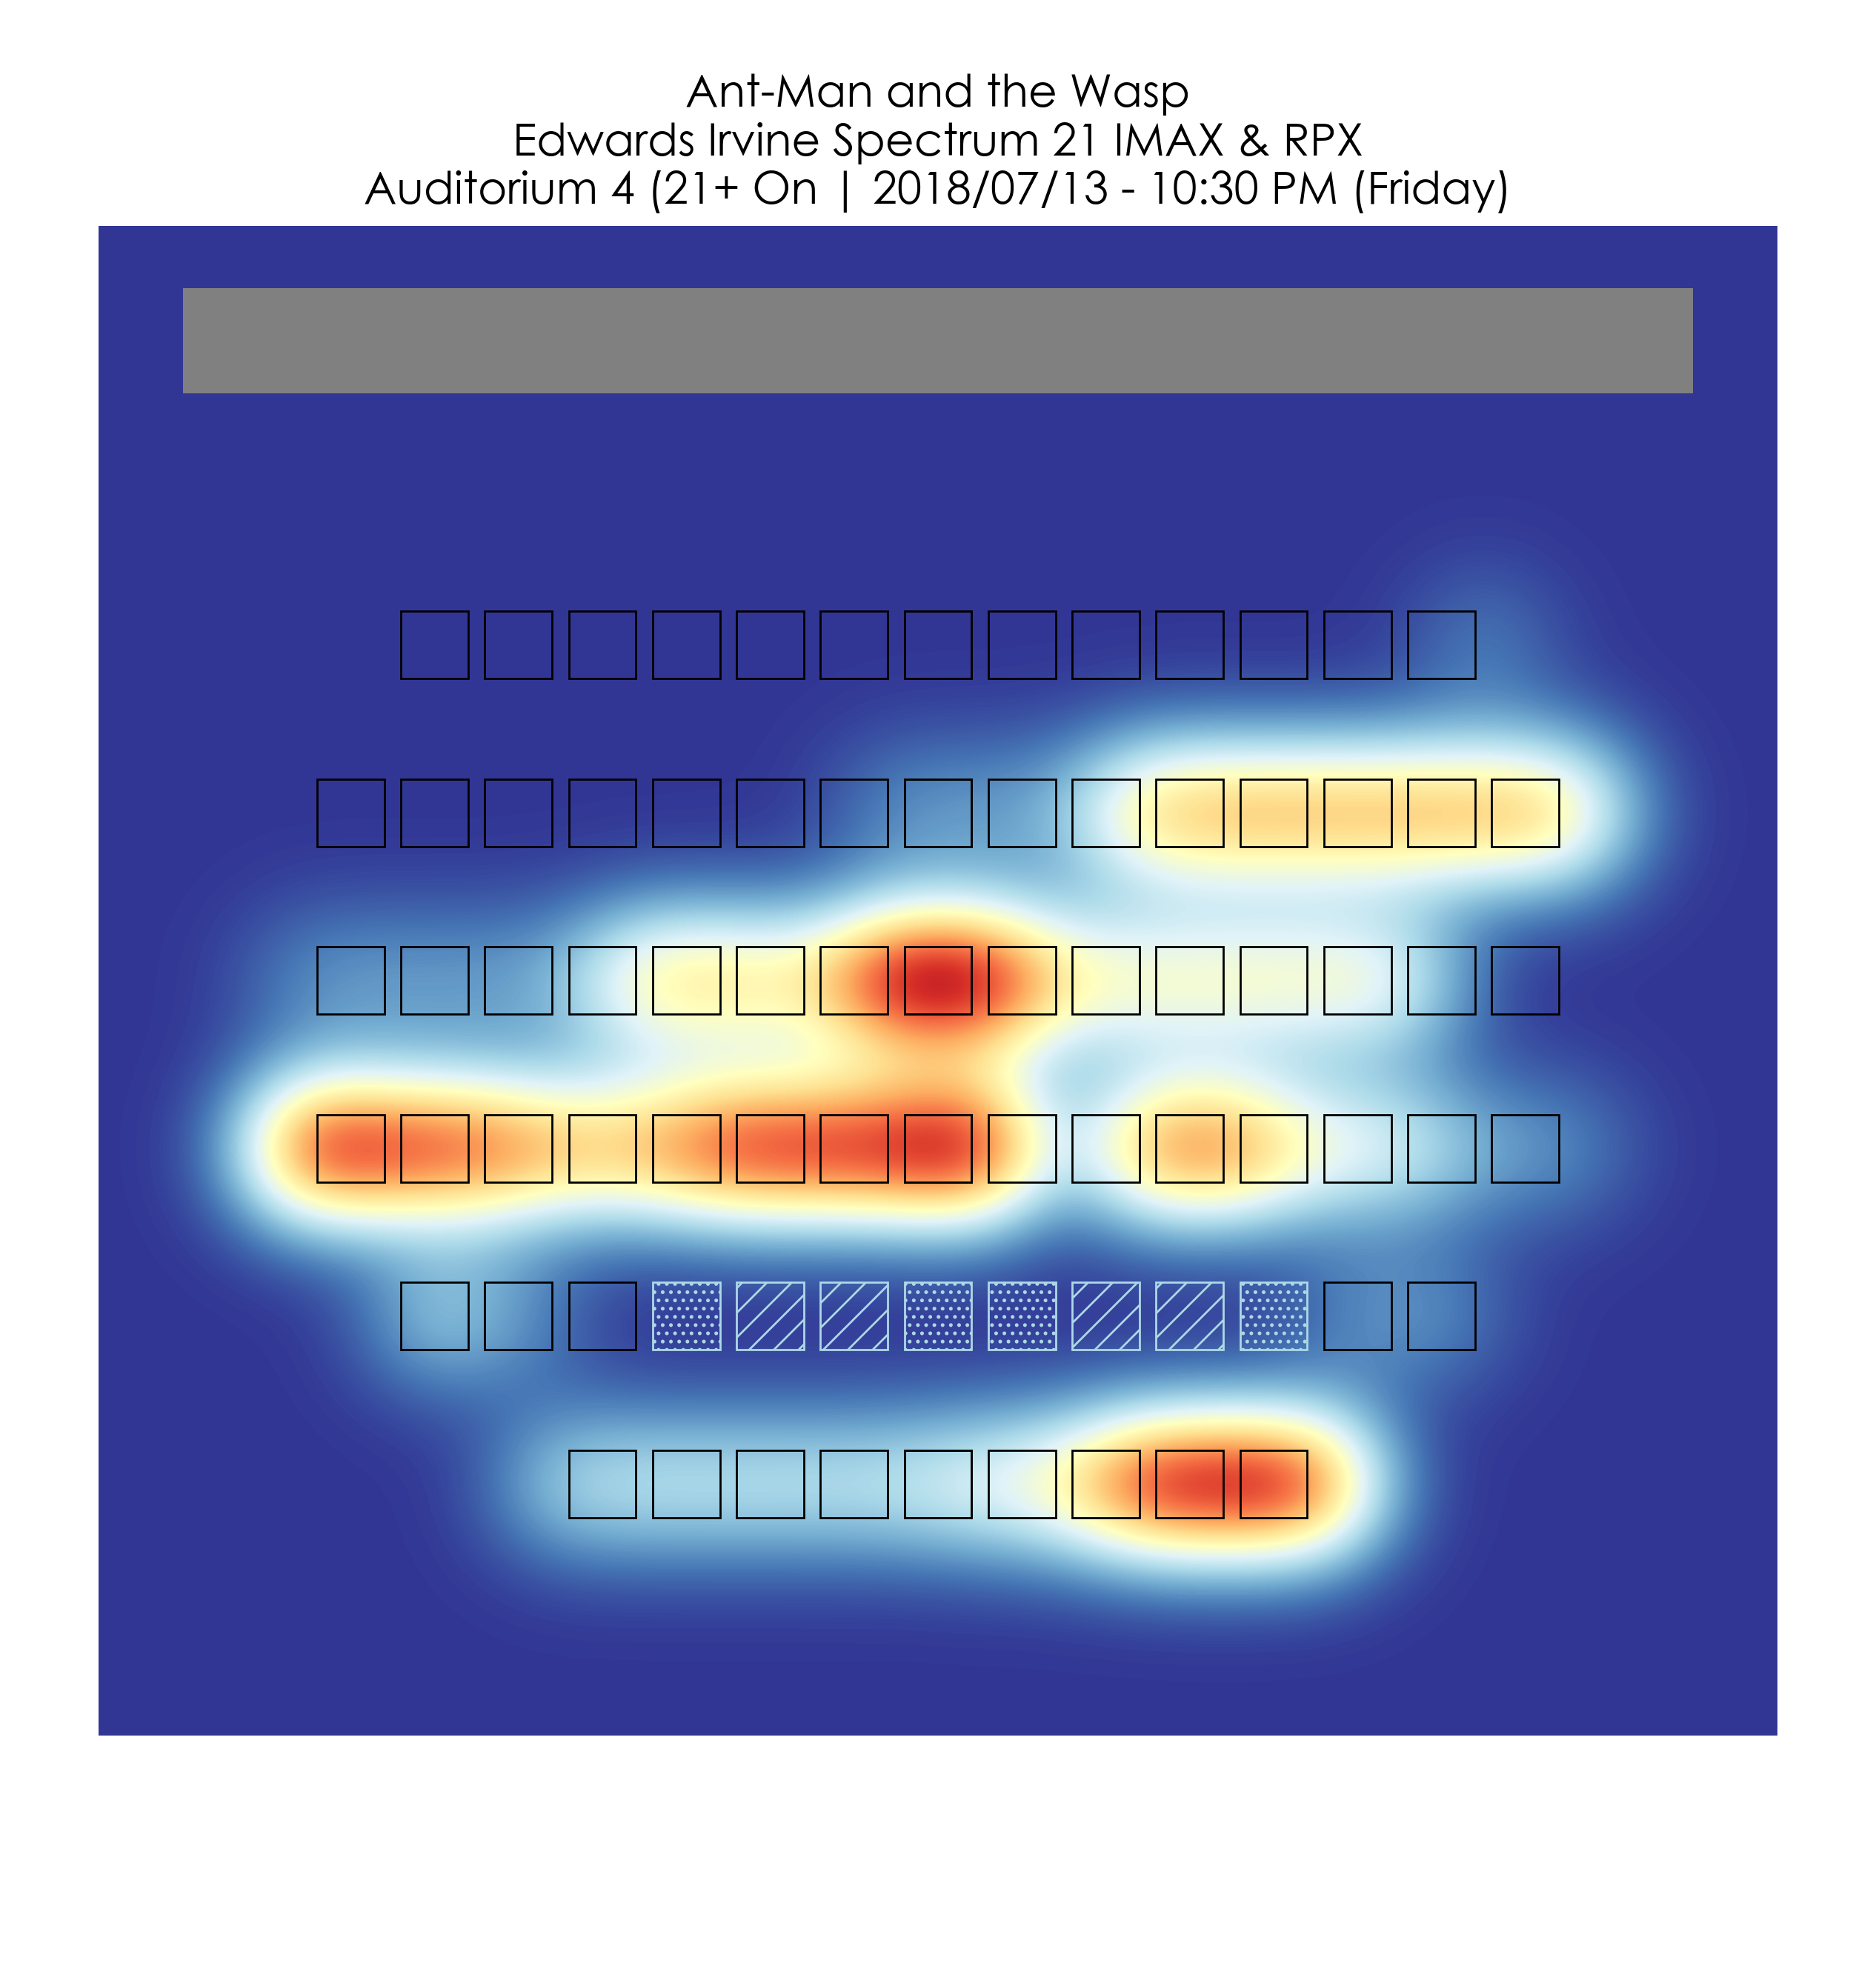 Ant-Man and the Wasp
Edwards Irvine Spectrum 21 IMAX & RPX
Auditorium 4 (21+ On | 2018/07/13 - 10:30 PM (Friday)